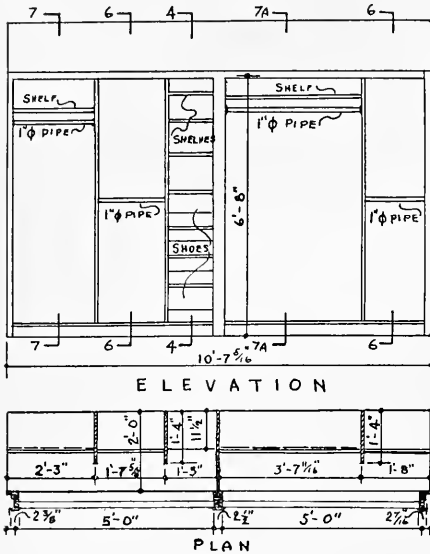 7 6 4 7A 6
SHELF
1"φ PIPE
SHELVES
SHELF
1"φ PIPE
1"φ PIPE
SHOES
6'-8"
1"φ PIPE
7 6 4 7A 6
10'-7 5/16"
ELEVATION
2'-0"
1'-4"
11 1/2"
1'-4"
2'-3" 1'-7 5/8" 1'-5" 3'-7 11/16" 1'-8"
2 3/8" 5'-0" 2 1/2" 5'-0" 2 7/16"
PLAN